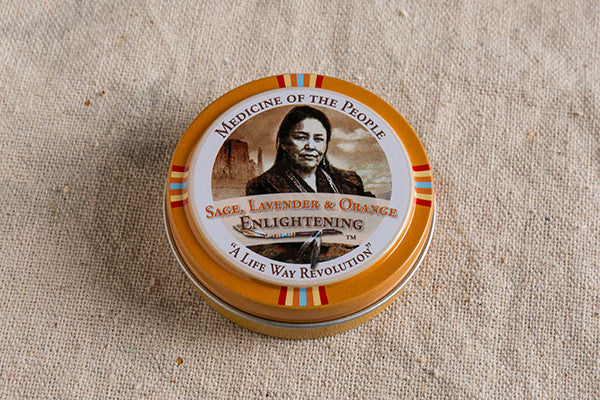 Medicine of the People
Sage, Lavender & Orange
Enlightening
TM
"A Life Way Revolution"